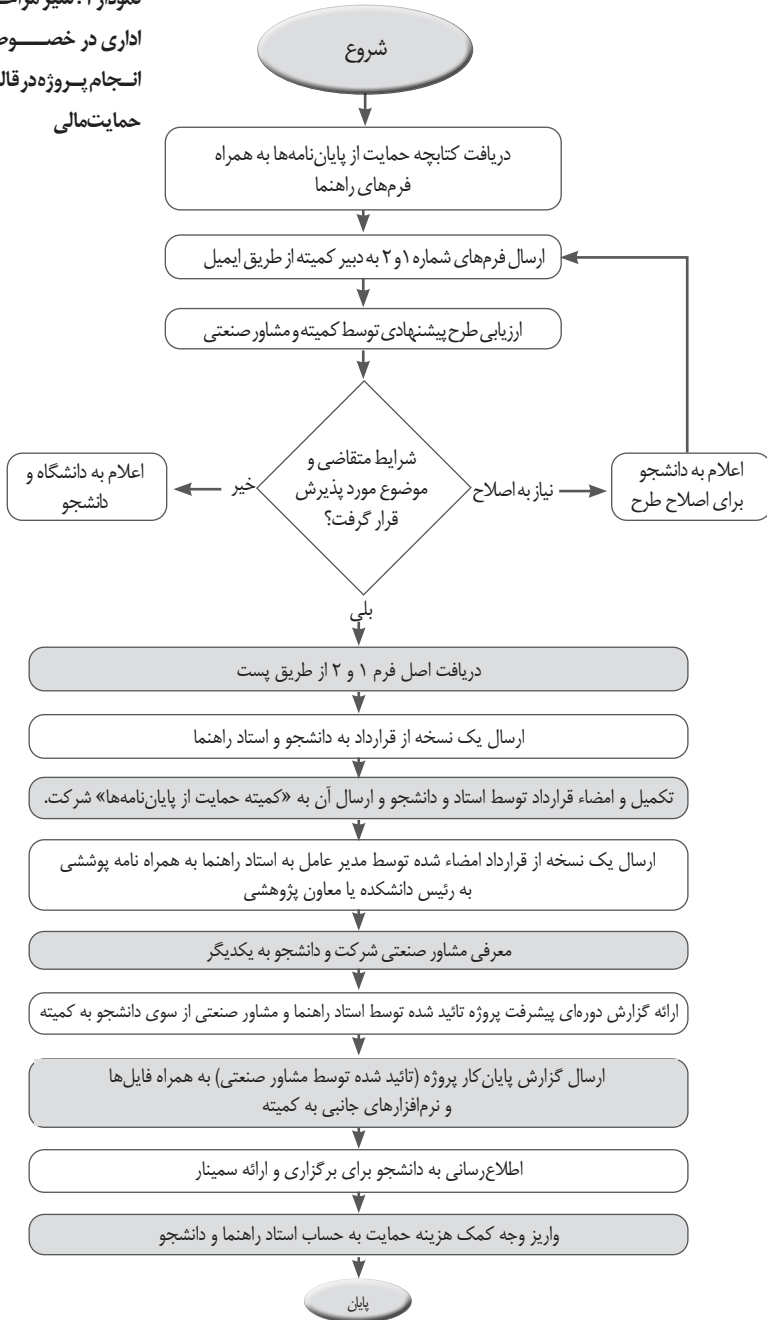 اداری در خصـــوص
انـجام پـروژه در قالب
حمایت‌مالی
شروع
دریافت کتابچه حمایت از پایان‌نامه‌ها به همراه
فرم‌های راهنما
ارسال فرم‌های شماره ۱ و ۲ به دبیر کمیته از طریق ایمیل
ارزیابی طرح پیشنهادی توسط کمیته و مشاور صنعتی
شرایط متقاضی و
موضوع مورد پذیرش
قرار گرفت؟
نیاز به اصلاح
اعلام به دانشجو
برای اصلاح طرح
خیر
اعلام به دانشگاه و
دانشجو
بلی
دریافت اصل فرم ۱ و ۲ از طریق پست
ارسال یک نسخه از قرارداد به دانشجو و استاد راهنما
تکمیل و امضاء قرارداد توسط استاد و دانشجو و ارسال آن به «کمیته حمایت از پایان‌نامه‌ها» شرکت.
ارسال یک نسخه از قرارداد امضاء شده توسط مدیر عامل به استاد راهنما به همراه نامه پوششی
به رئیس دانشکده یا معاون پژوهشی
معرفی مشاور صنعتی شرکت و دانشجو به یکدیگر
ارائه گزارش دوره‌ای پیشرفت پروژه تائید شده توسط استاد راهنما و مشاور صنعتی از سوی دانشجو به کمیته
ارسال گزارش پایان کار پروژه (تائید شده توسط مشاور صنعتی) به همراه فایل‌ها
و نرم‌افزارهای جانبی به کمیته
اطلاع‌رسانی به دانشجو برای برگزاری و ارائه سمینار
واریز وجه کمک هزینه حمایت به حساب استاد راهنما و دانشجو
پایان